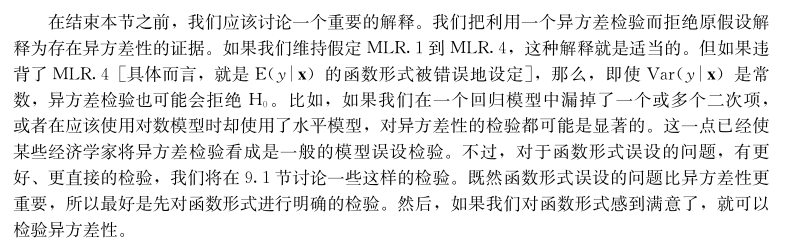 在结束本节之前，我们应该讨论一个重要的解释。我们把利用一个异方差检验而拒绝原假设解
释为存在异方差性的证据。如果我们维持假定 MLR.1 到 MLR.4，这种解释就是适当的。但如果违
背了 MLR.4［具体而言，就是 E(y|x) 的函数形式被错误地设定］，那么，即使 Var(y|x) 是常
数，异方差检验也可能会拒绝 H₀。比如，如果我们在一个回归模型中漏掉了一个或多个二次项，
或者在应该使用对数模型时却使用了水平模型，对异方差性的检验都可能是显著的。这一点已经使
某些经济学家将异方差检验看成是一般的模型误设检验。不过，对于函数形式误设的问题，有更
好、更直接的检验，我们将在 9.1 节讨论一些这样的检验。既然函数形式误设的问题比异方差性更
重要，所以最好是先对函数形式进行明确的检验。然后，如果我们对函数形式感到满意了，就可以
检验异方差性。